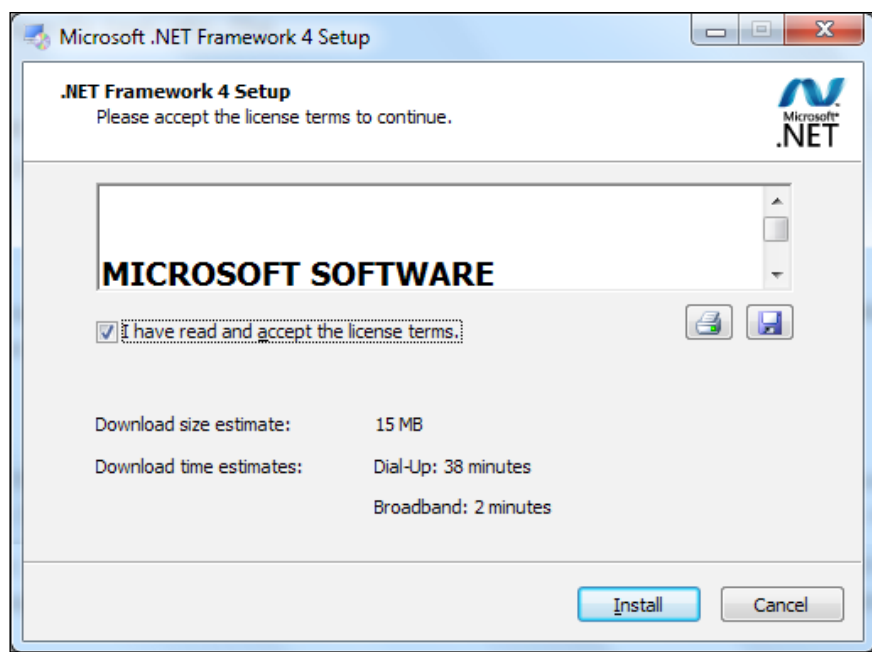 Microsoft .NET Framework 4 Setup
.NET Framework 4 Setup
Please accept the license terms to continue.
Microsoft®
.NET
MICROSOFT SOFTWARE
I have read and accept the license terms.
Download size estimate: 15 MB
Download time estimates: Dial-Up: 38 minutes
Broadband: 2 minutes
Install Cancel